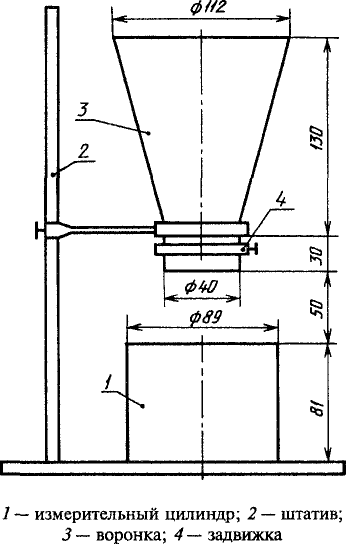 ϕ112
3
2
130
4
30
ϕ40
50
ϕ89
1
81
1 — измерительный цилиндр; 2 — штатив;
3 — воронка; 4 — задвижка